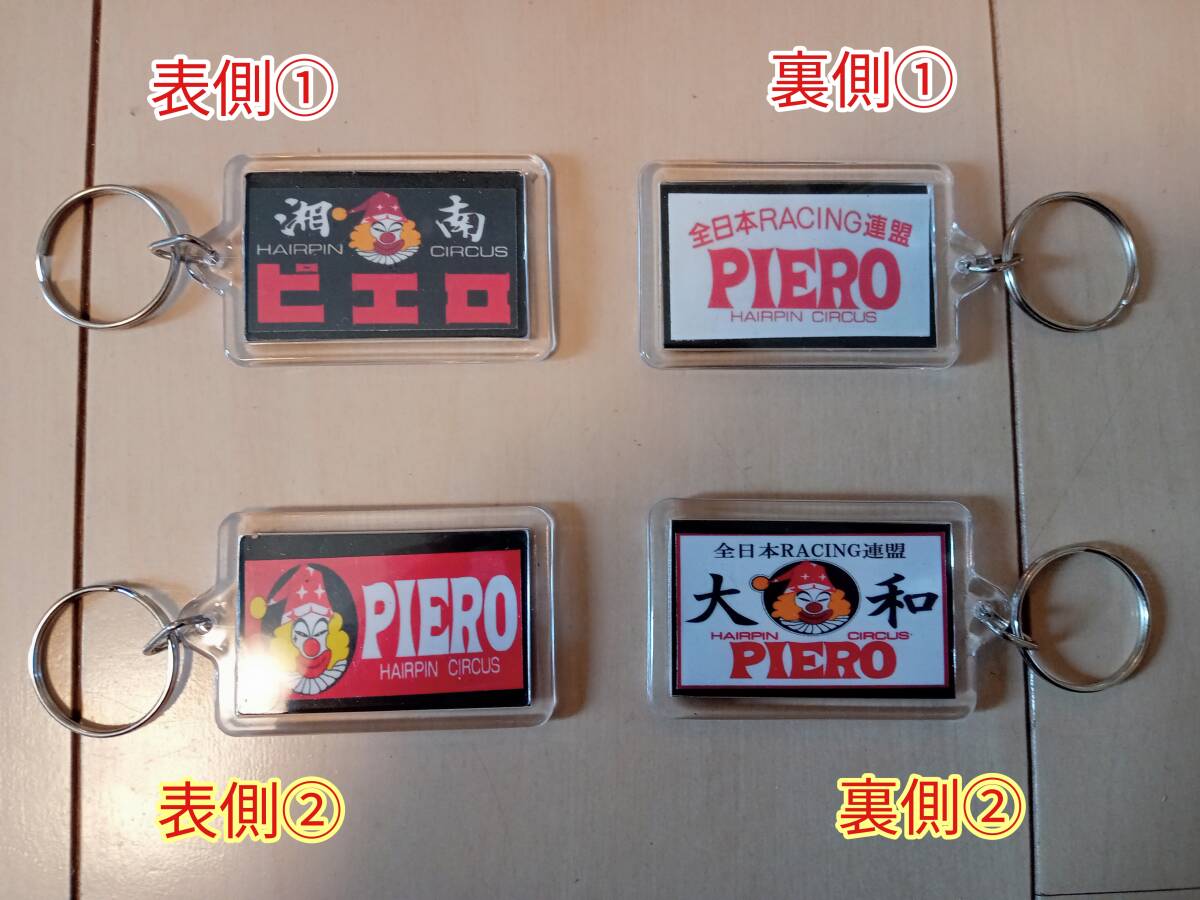 表側①
裏側①
湘 南
HAIRPIN CIRCUS
ピエロ
全日本RACING連盟
PIERO
HAIRPIN CIRCUS
PIERO
HAIRPIN CIRCUS
全日本RACING連盟
大 和
HAIRPIN CIRCUS
PIERO
表側②
裏側②